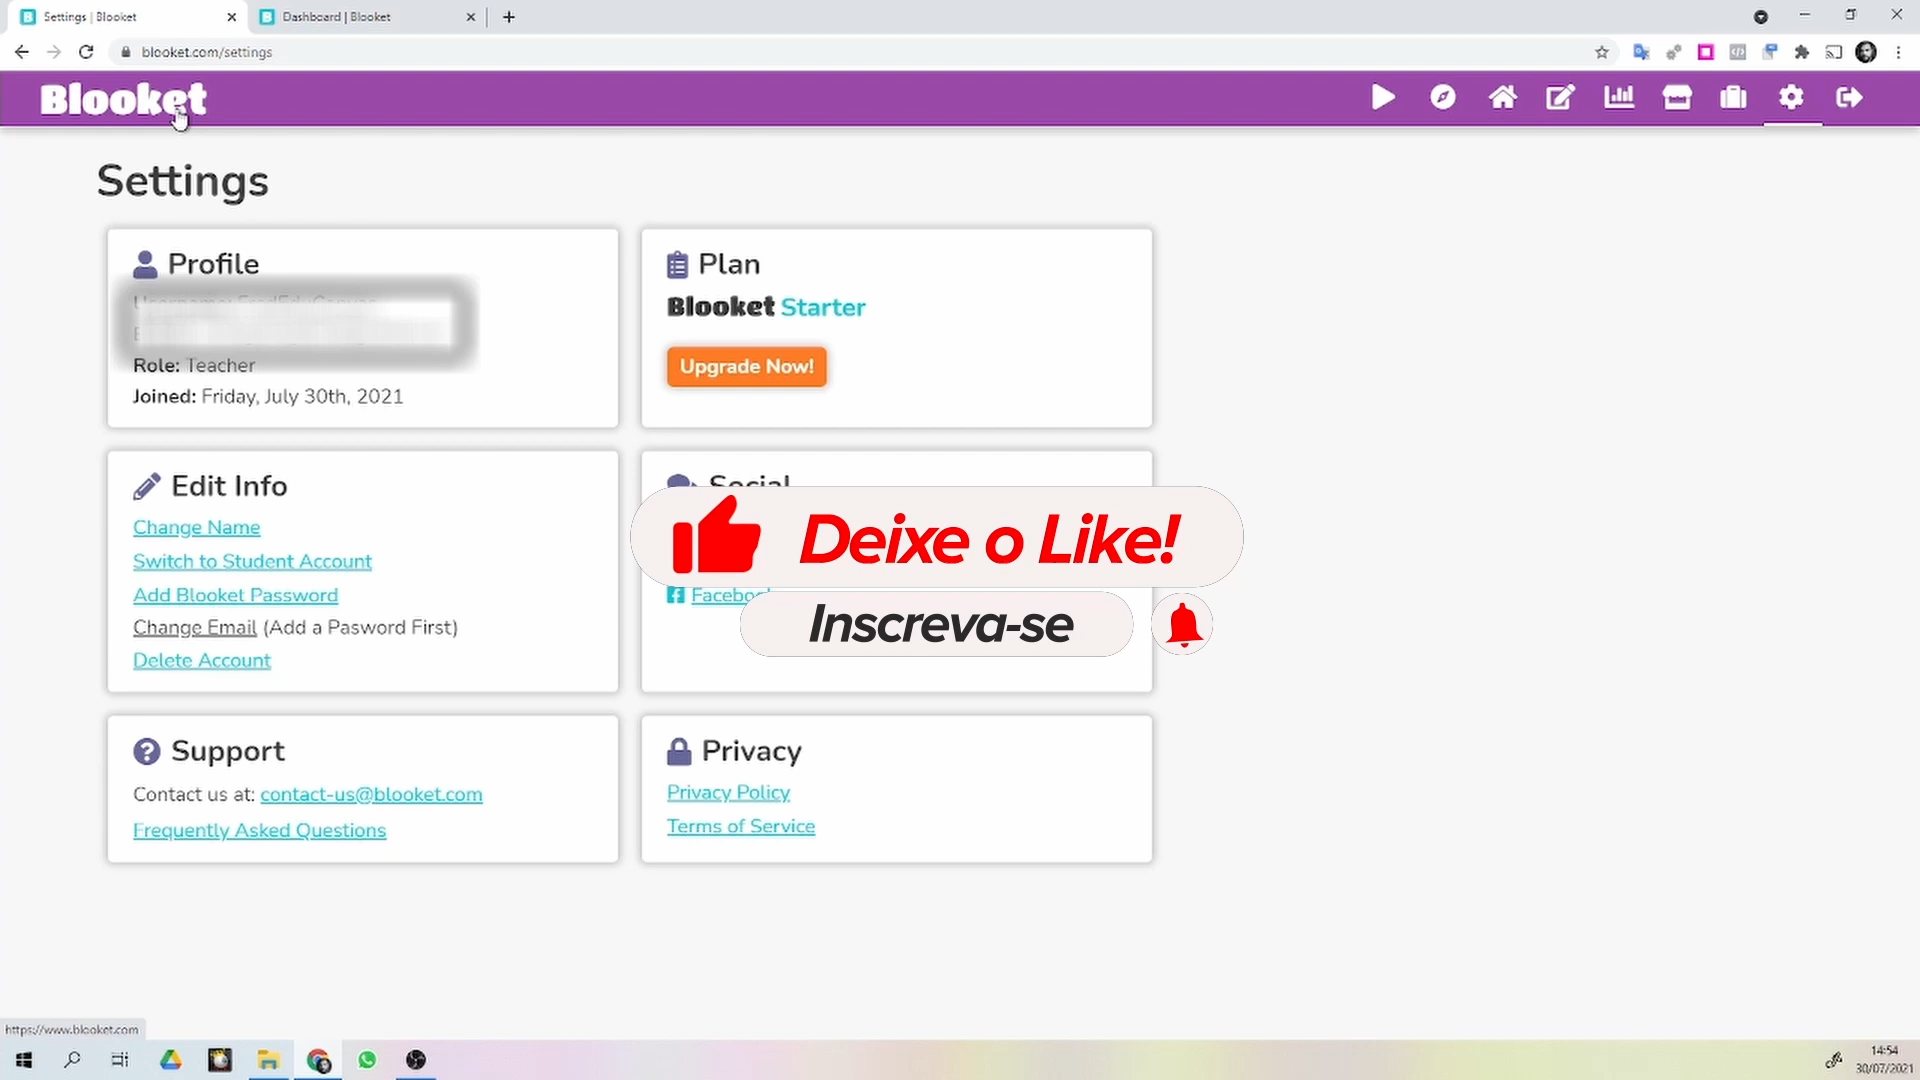 Settings | Blooket
Dashboard | Blooket
blooket.com/settings
Blooket
Settings
Profile
Role: Teacher
Joined: Friday, July 30th, 2021
Plan
Blooket Starter
Upgrade Now!
Edit Info
Change Name
Switch to Student Account
Add Blooket Password
Change Email (Add a Pasword First)
Delete Account
Social
Deixe o Like!
Inscreva-se
Support
Contact us at: contact-us@blooket.com
Frequently Asked Questions
Privacy
Privacy Policy
Terms of Service
https://www.blooket.com
14:54
30/07/2021